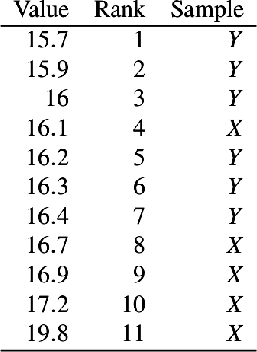 Value Rank Sample
15.7 1 Y
15.9 2 Y
16 3 Y
16.1 4 X
16.2 5 Y
16.3 6 Y
16.4 7 Y
16.7 8 X
16.9 9 X
17.2 10 X
19.8 11 X